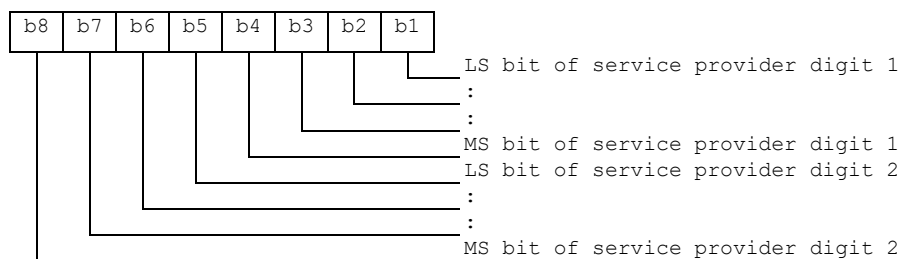 b8 b7 b6 b5 b4 b3 b2 b1
LS bit of service provider digit 1
:
:
MS bit of service provider digit 1
LS bit of service provider digit 2
:
:
MS bit of service provider digit 2